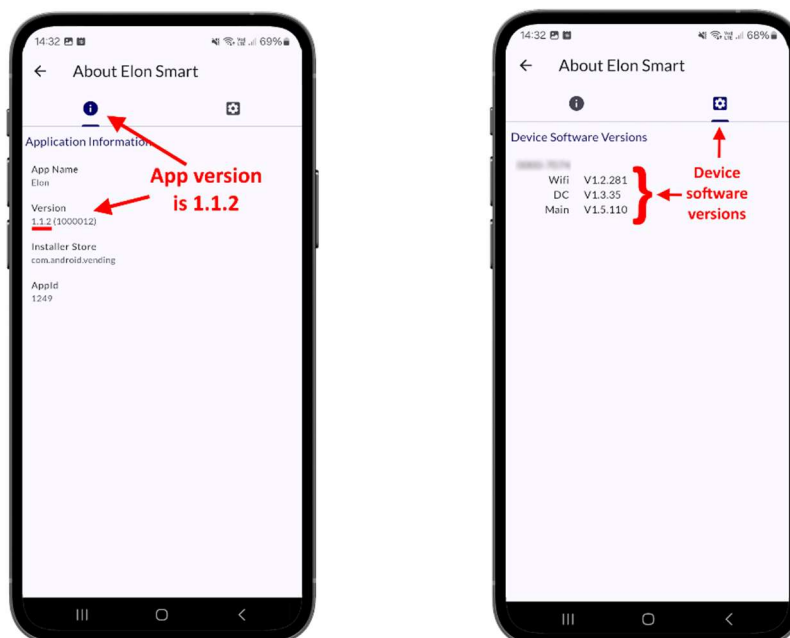 14:32
69%
About Elon Smart
Application Information
App version
is 1.1.2
App Name
Elon
Version
1.1.2 (1000012)
Installer Store
com.android.vending
AppId
1249
14:32
68%
About Elon Smart
Device Software Versions
Wifi V1.2.281
DC V1.3.35
Main V1.5.110
Device
software
versions